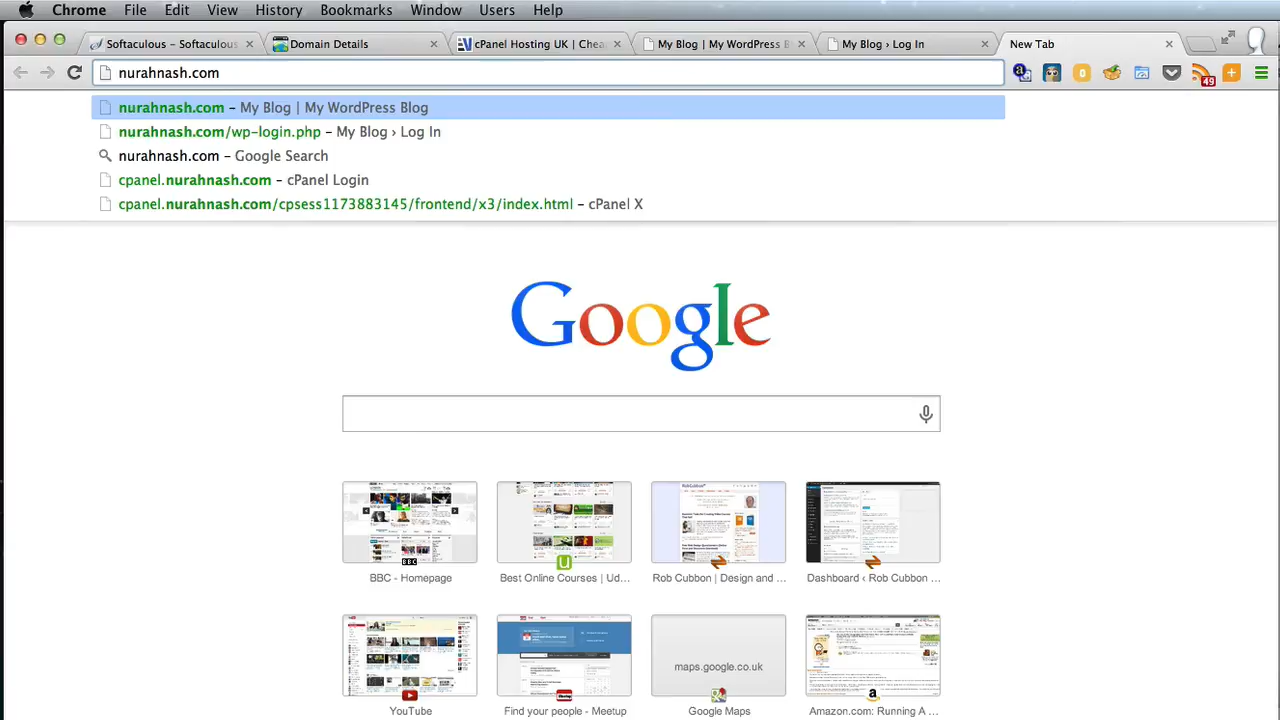 Chrome File Edit View History Bookmarks Window Users Help
Softaculous – Softaculous
Domain Details
cPanel Hosting UK | Chea
My Blog | My WordPress B
My Blog › Log In
New Tab
nurahnash.com
49
nurahnash.com – My Blog | My WordPress Blog
nurahnash.com/wp-login.php – My Blog › Log In
nurahnash.com – Google Search
cpanel.nurahnash.com – cPanel Login
cpanel.nurahnash.com/cpsess1173883145/frontend/x3/index.html – cPanel X
Google
BBC
BBC - Homepage
Best Online Courses | Ud...
RobCubbon
Rob Cubbon | Design and ...
Dashboard ‹ Rob Cubbon ...
maps.google.co.uk
YouTube
Find your people - Meetup
Google Maps
Amazon.com: Running A ...